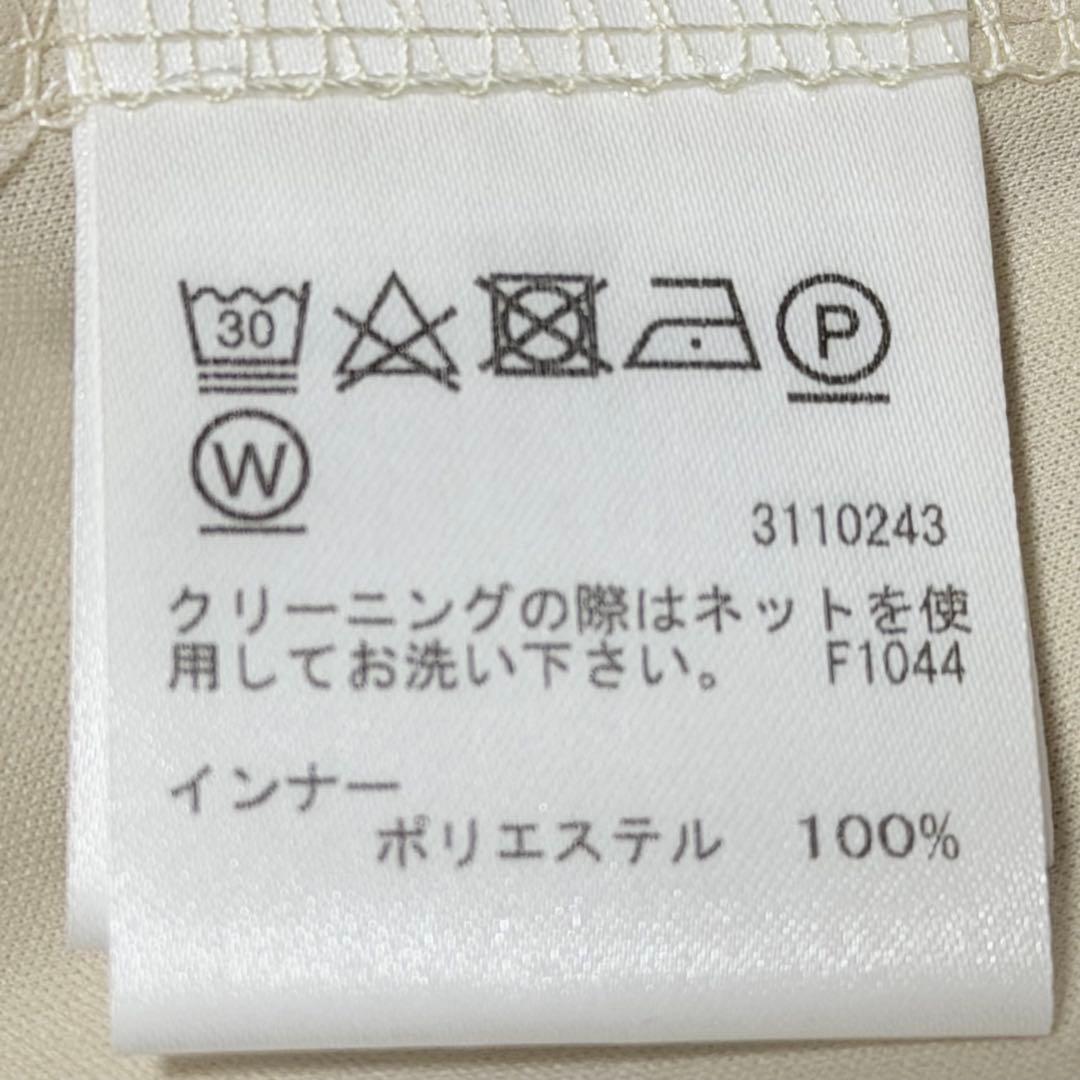 30
P
W
3110243
クリーニングの際はネットを使
用してお洗い下さい。 F1044
インナー
ポリエステル 100%